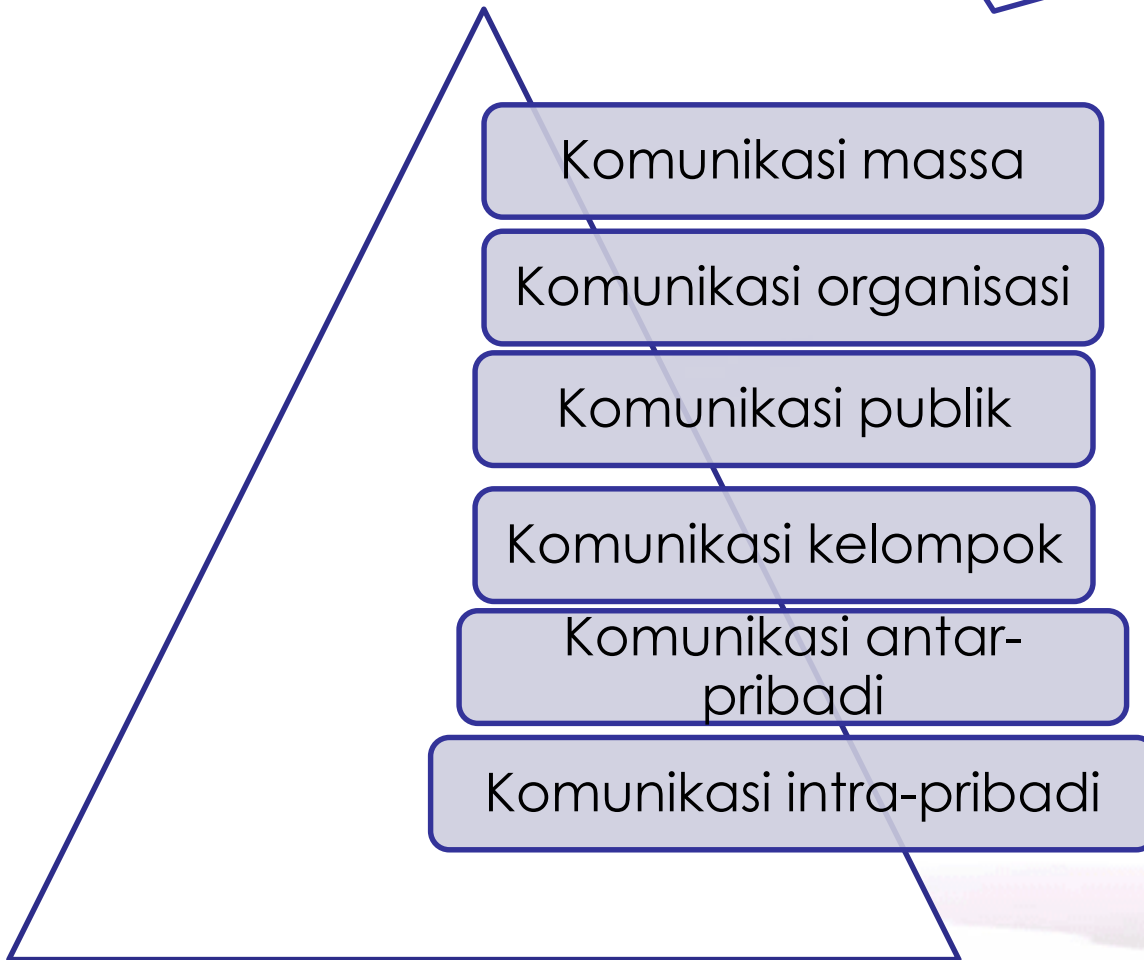 Komunikasi massa
Komunikasi organisasi
Komunikasi publik
Komunikasi kelompok
Komunikasi antar-
pribadi
Komunikasi intra-pribadi